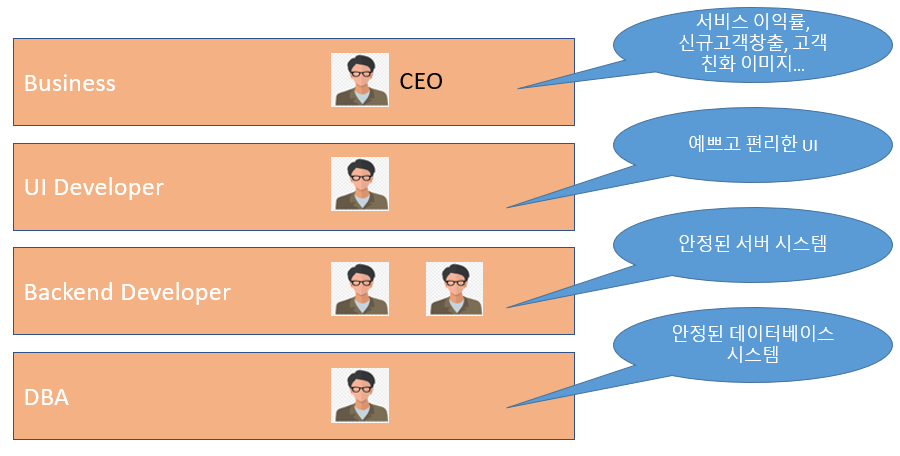 서비스 이익률,
신규고객창출, 고객
친화 이미지...
Business
CEO
예쁘고 편리한 UI
UI Developer
안정된 서버 시스템
Backend Developer
안정된 데이터베이스
시스템
DBA